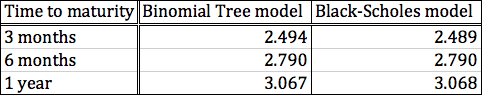 Time to maturity Binomial Tree model Black-Scholes model
3 months 2.494 2.489
6 months 2.790 2.790
1 year 3.067 3.068